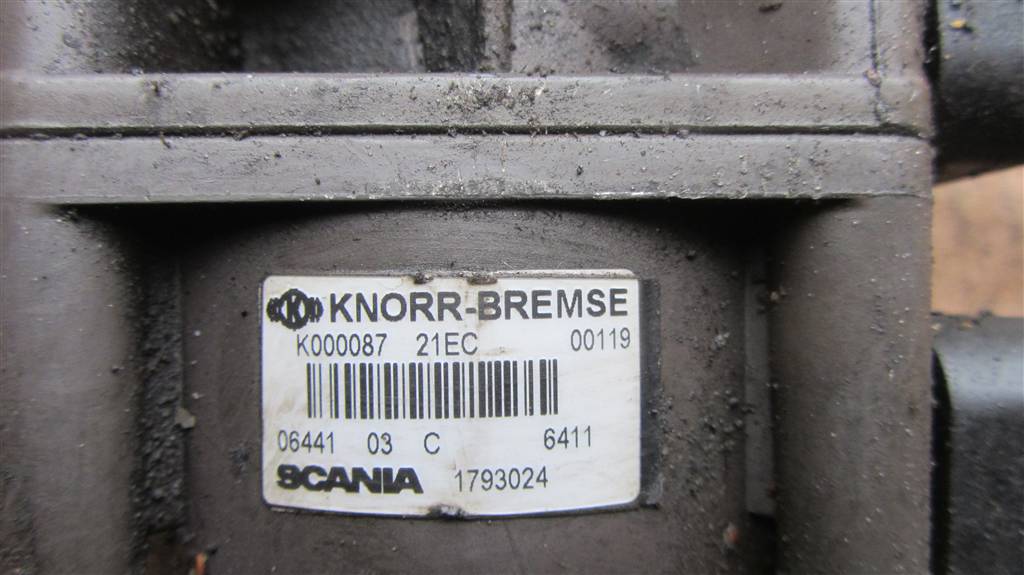 K KNORR-BREMSE
K000087 21EC 00119
06441 03 C 6411
SCANIA 1793024